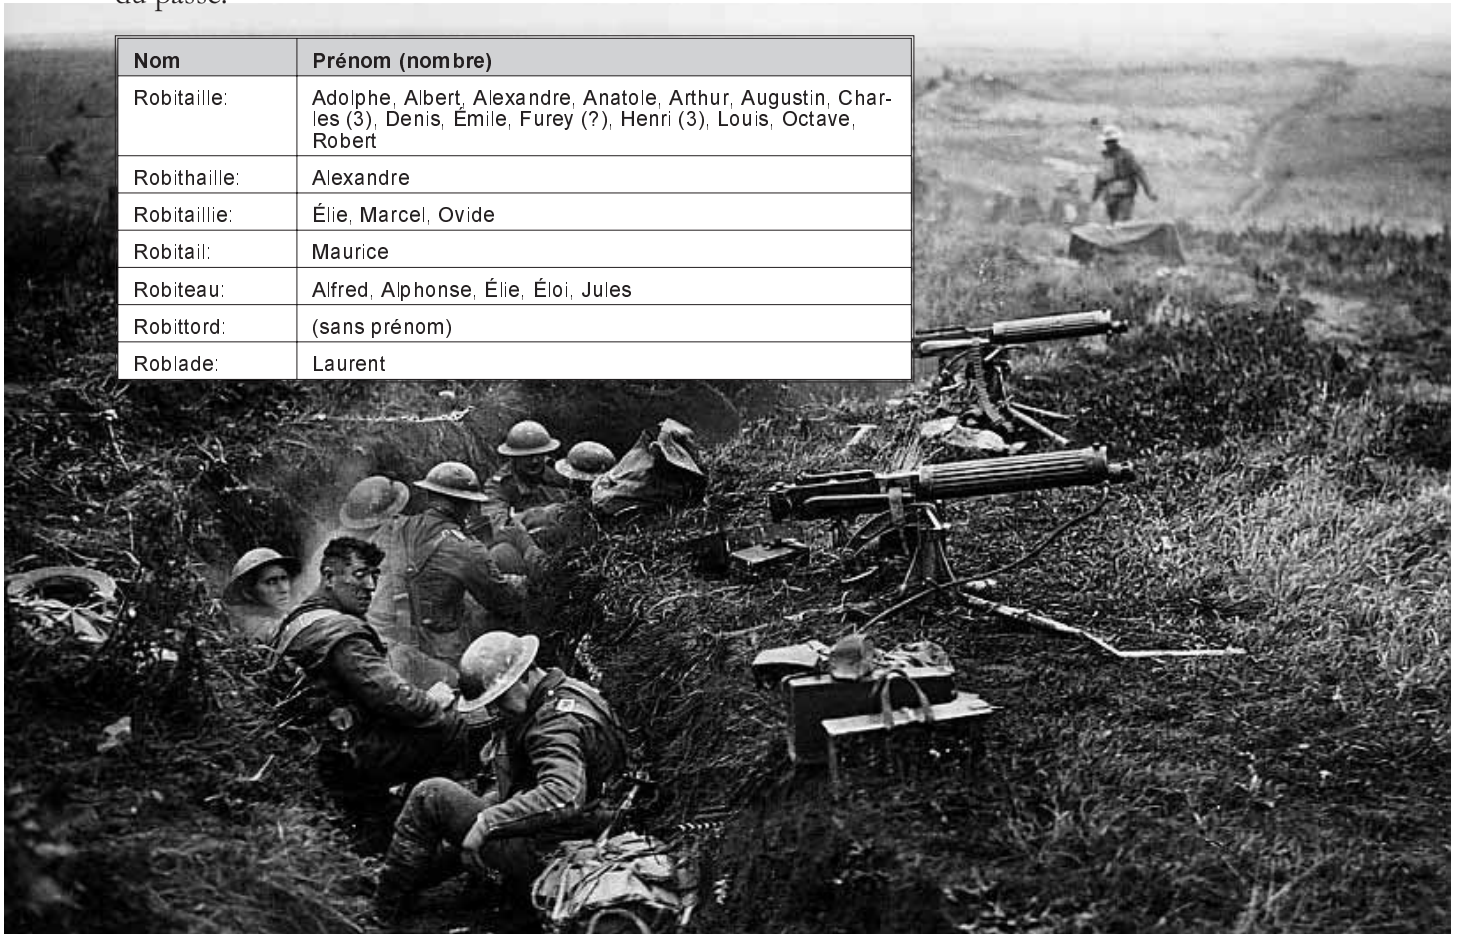 du passé.
Nom Prénom (nombre)
Robitaille: Adolphe, Albert, Alexandre, Anatole, Arthur, Augustin, Char-
les (3), Denis, Émile, Furey (?), Henri (3), Louis, Octave,
Robert
Robithaille: Alexandre
Robitaillie: Élie, Marcel, Ovide
Robitail: Maurice
Robiteau: Alfred, Alphonse, Élie, Éloi, Jules
Robittord: (sans prénom)
Roblade: Laurent